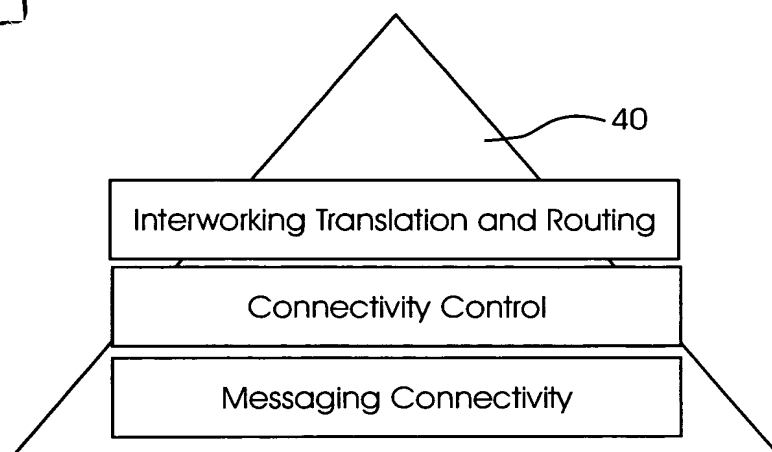 40
Interworking Translation and Routing
Connectivity Control
Messaging Connectivity